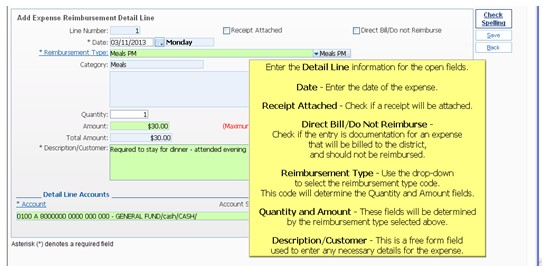 Add Expense Reimbursement Detail Line
Check Spelling
Save
Back
Line Number: 1 Receipt Attached Direct Bill/Do not Reimburse
* Date: 03/11/2013 Monday
* Reimbursement Type: Meals PM Meals PM
Category: Meals
Quantity: 1
Amount: $30.00 (Maximum
Total Amount: $30.00
* Description/Customer: Required to stay for dinner - attended evening
Detail Line Accounts
* Account Account S
0100 A 8000000 0000 000 000 - GENERAL FUND/cash/CASH/
Asterisk (*) denotes a required field
Enter the Detail Line information for the open fields.
Date - Enter the date of the expense.
Receipt Attached - Check if a receipt will be attached.
Direct Bill/Do Not Reimburse -
Check if the entry is documentation for an expense
that will be billed to the district,
and should not be reimbursed.
Reimbursement Type - Use the drop-down
to select the reimbursement type code.
This code will determine the Quantity and Amount fields.
Quantity and Amount - These fields will be determined
by the reimbursement type selected above.
Description/Customer - This is a free form field
used to enter any necessary details for the expense.